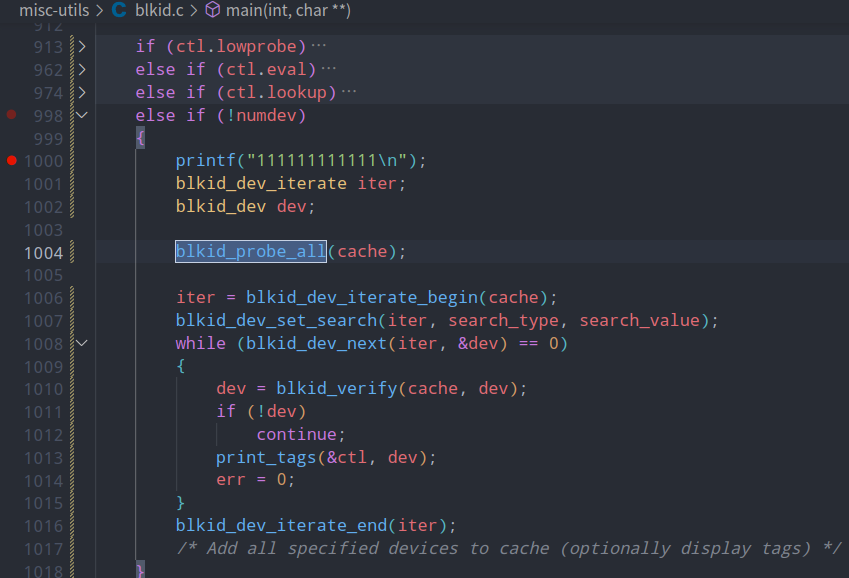 misc-utils > C blkid.c > main(int, char **)
912
913 > if (ctl.lowprobe) ···
962 > else if (ctl.eval) ···
974 > else if (ctl.lookup) ···
998 else if (!numdev)
999 {
1000 printf("111111111111\n");
1001 blkid_dev_iterate iter;
1002 blkid_dev dev;
1003
1004 blkid_probe_all(cache);
1005
1006 iter = blkid_dev_iterate_begin(cache);
1007 blkid_dev_set_search(iter, search_type, search_value);
1008 while (blkid_dev_next(iter, &dev) == 0)
1009 {
1010 dev = blkid_verify(cache, dev);
1011 if (!dev)
1012 continue;
1013 print_tags(&ctl, dev);
1014 err = 0;
1015 }
1016 blkid_dev_iterate_end(iter);
1017 /* Add all specified devices to cache (optionally display tags) */
1018 }